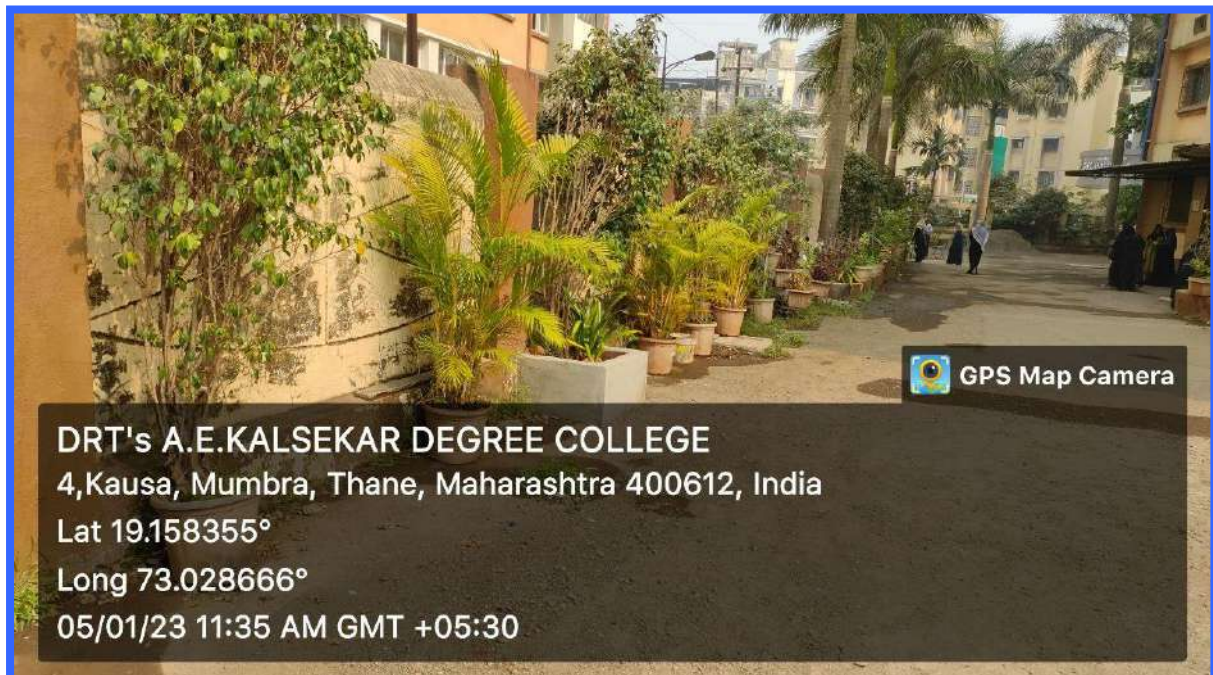 GPS Map Camera
DRT's A.E.KALSEKAR DEGREE COLLEGE
4,Kausa, Mumbra, Thane, Maharashtra 400612, India
Lat 19.158355°
Long 73.028666°
05/01/23 11:35 AM GMT +05:30